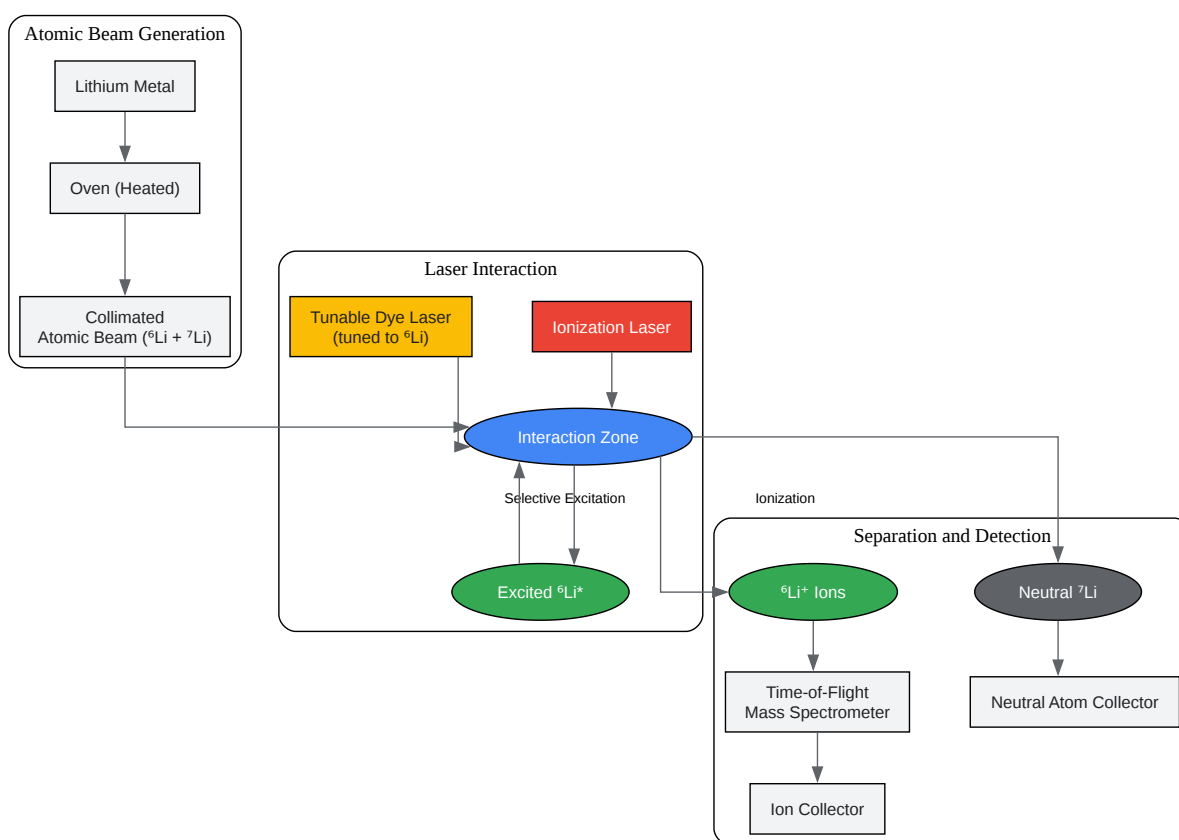 Atomic Beam Generation
Lithium Metal
Oven (Heated)
Collimated
Atomic Beam (⁶Li + ⁷Li)
Laser Interaction
Tunable Dye Laser
(tuned to ⁶Li)
Ionization Laser
Interaction Zone
Selective Excitation
Ionization
Excited ⁶Li*
Separation and Detection
⁶Li⁺ Ions
Neutral ⁷Li
Time-of-Flight
Mass Spectrometer
Neutral Atom Collector
Ion Collector